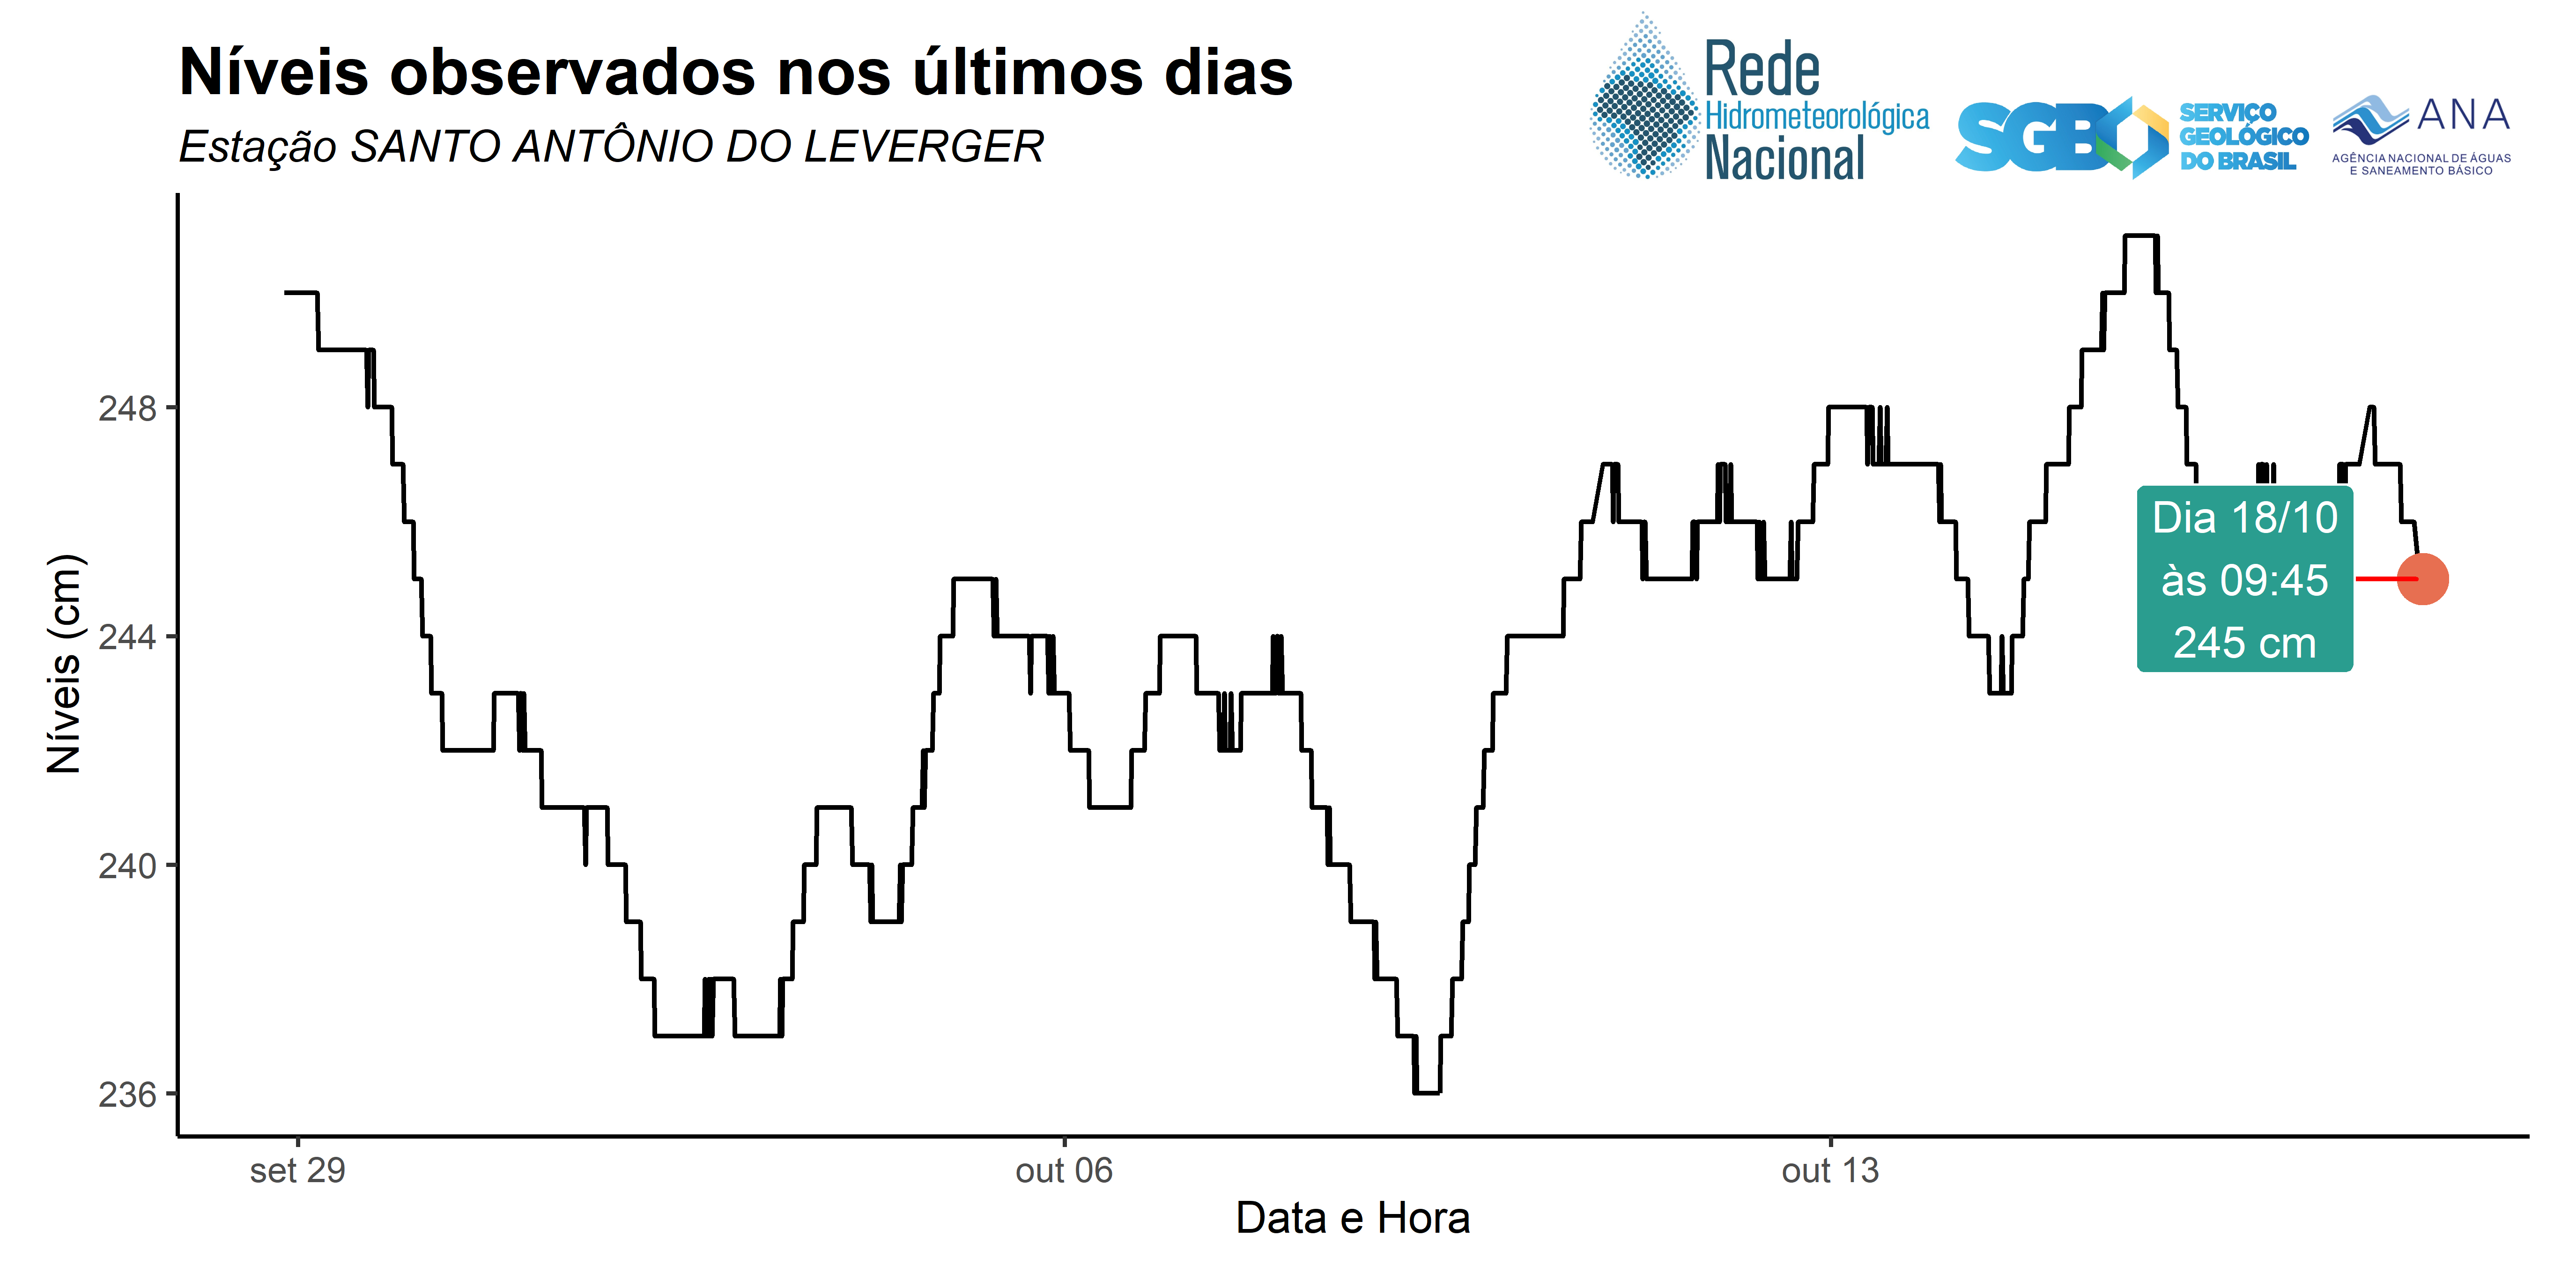 Níveis observados nos últimos dias
Estação SANTO ANTÔNIO DO LEVERGER
Rede
Hidrometeorológica
Nacional
SGB
SERVIÇO
GEOLÓGICO
DO BRASIL
ANA
AGÊNCIA NACIONAL DE ÁGUAS
E SANEAMENTO BÁSICO
Níveis (cm)
248
244
240
236
Dia 18/10
às 09:45
245 cm
set 29
out 06
out 13
Data e Hora